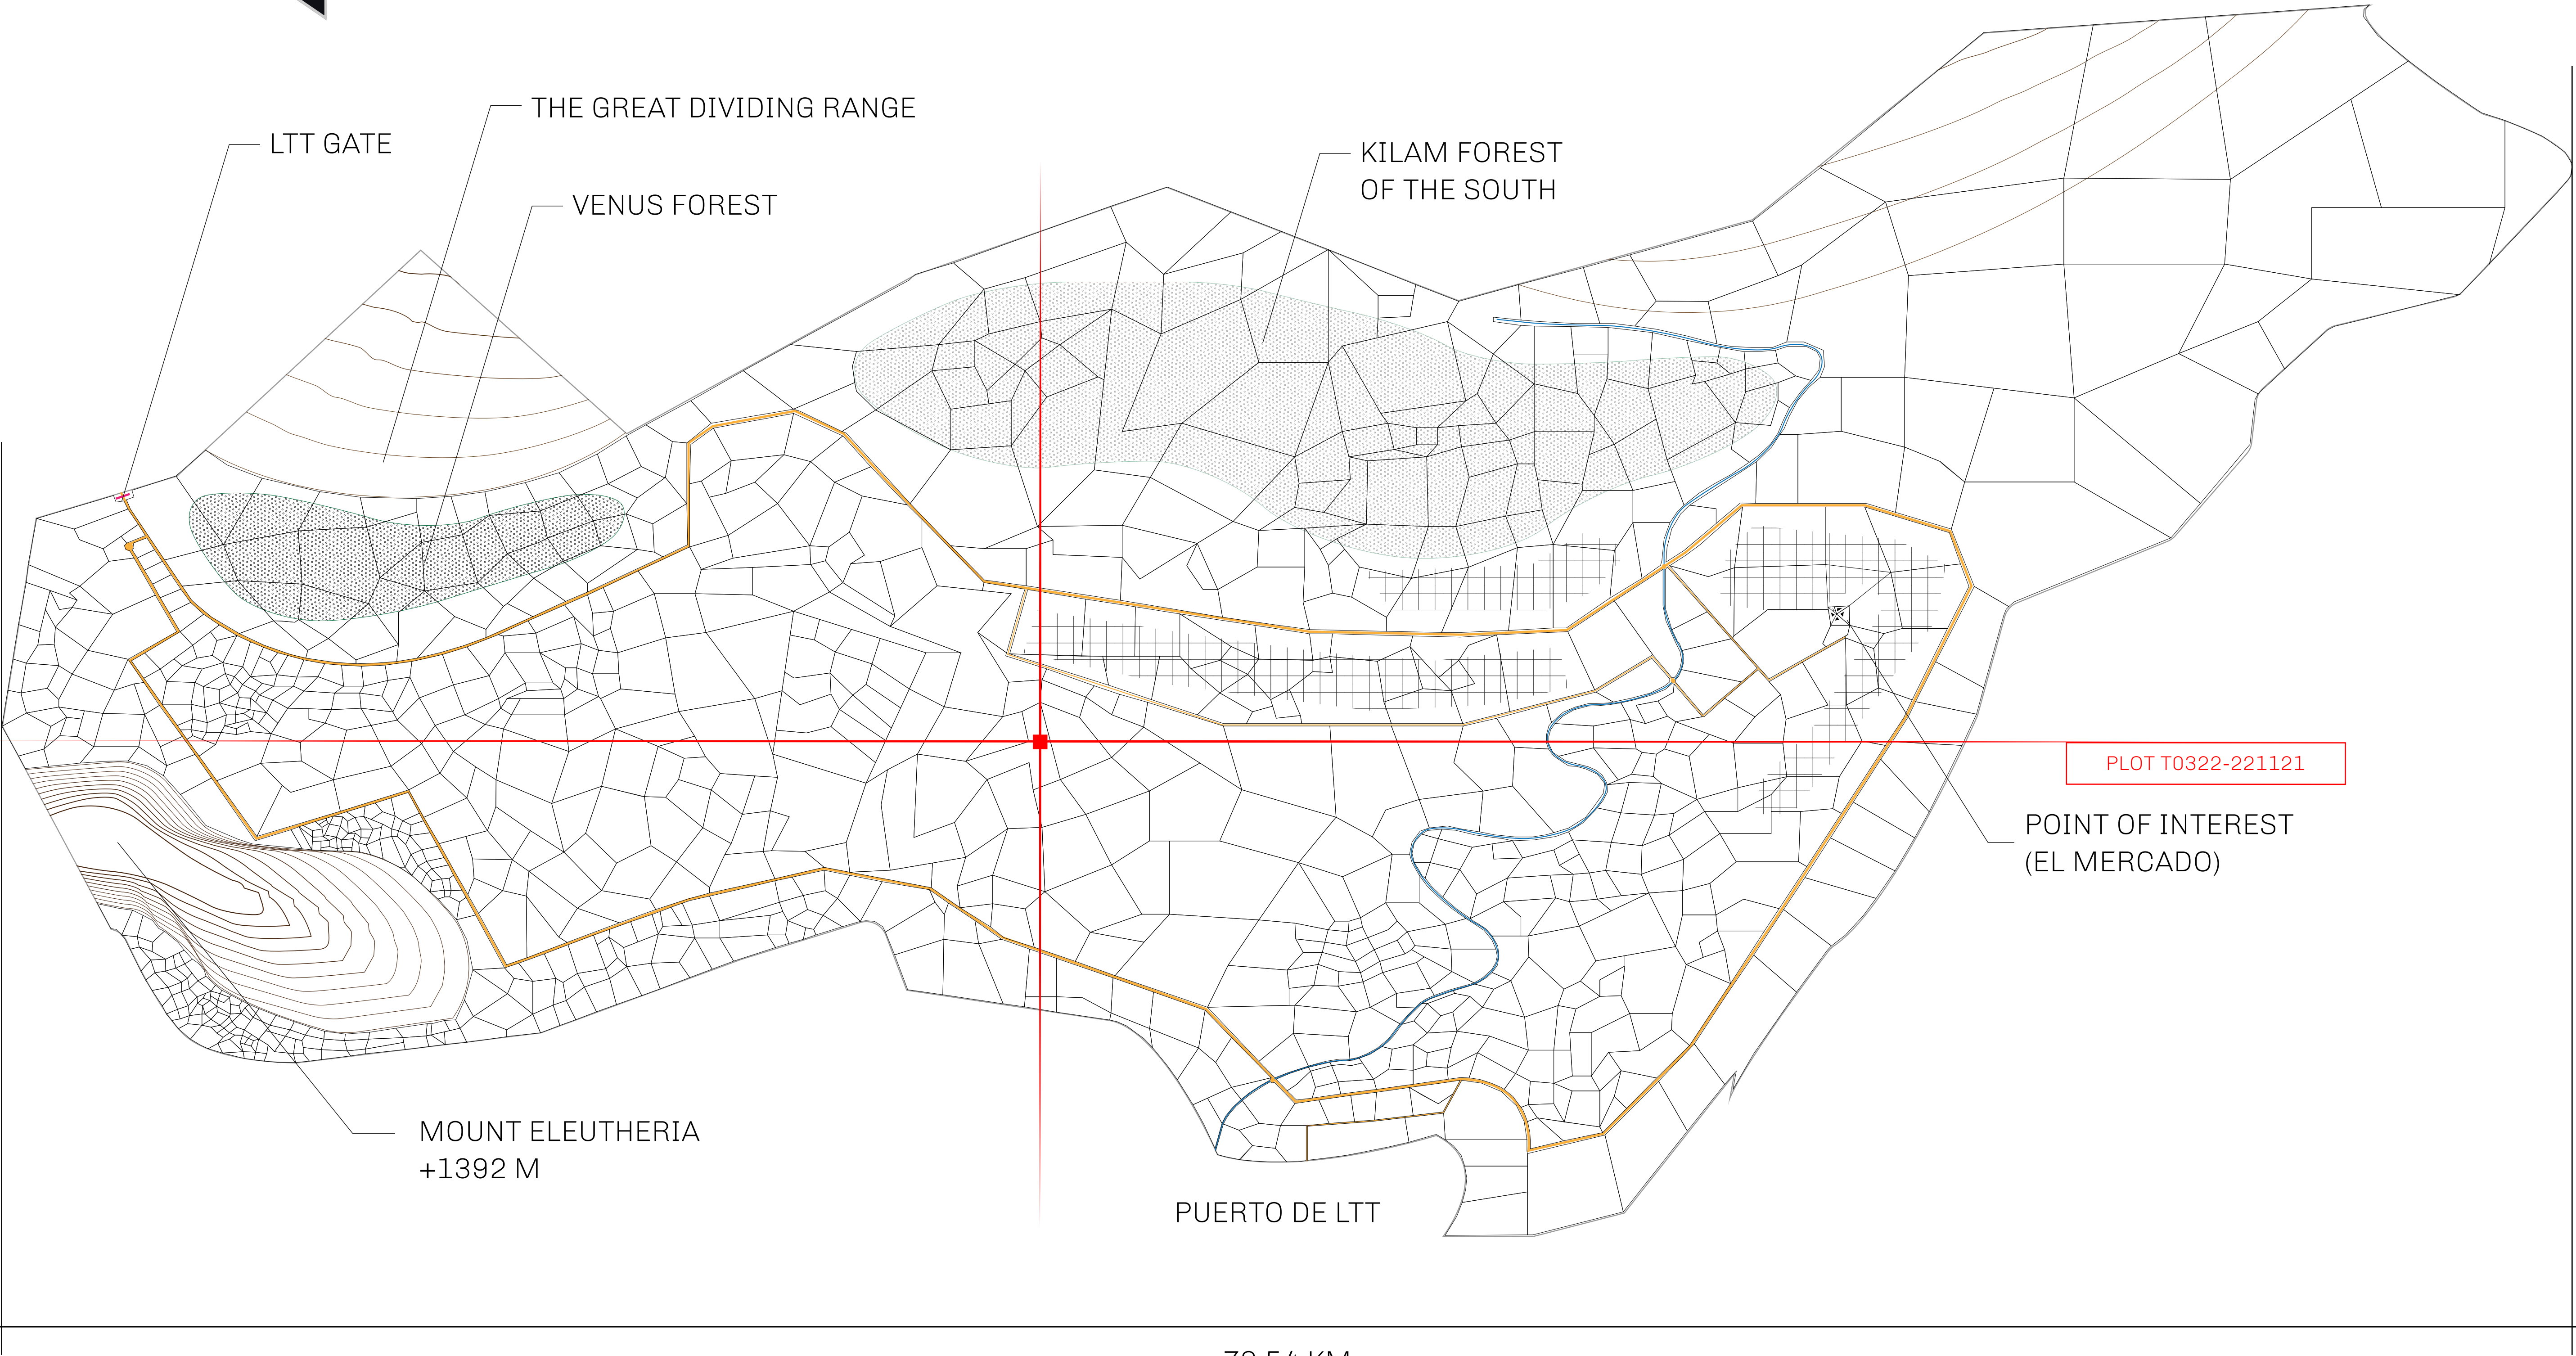 THE GREAT DIVIDING RANGE
LTT GATE
VENUS FOREST
KILAM FOREST
OF THE SOUTH
PLOT T0322-221121
POINT OF INTEREST
(EL MERCADO)
MOUNT ELEUTHERIA
+1392 M
PUERTO DE LTT
KM